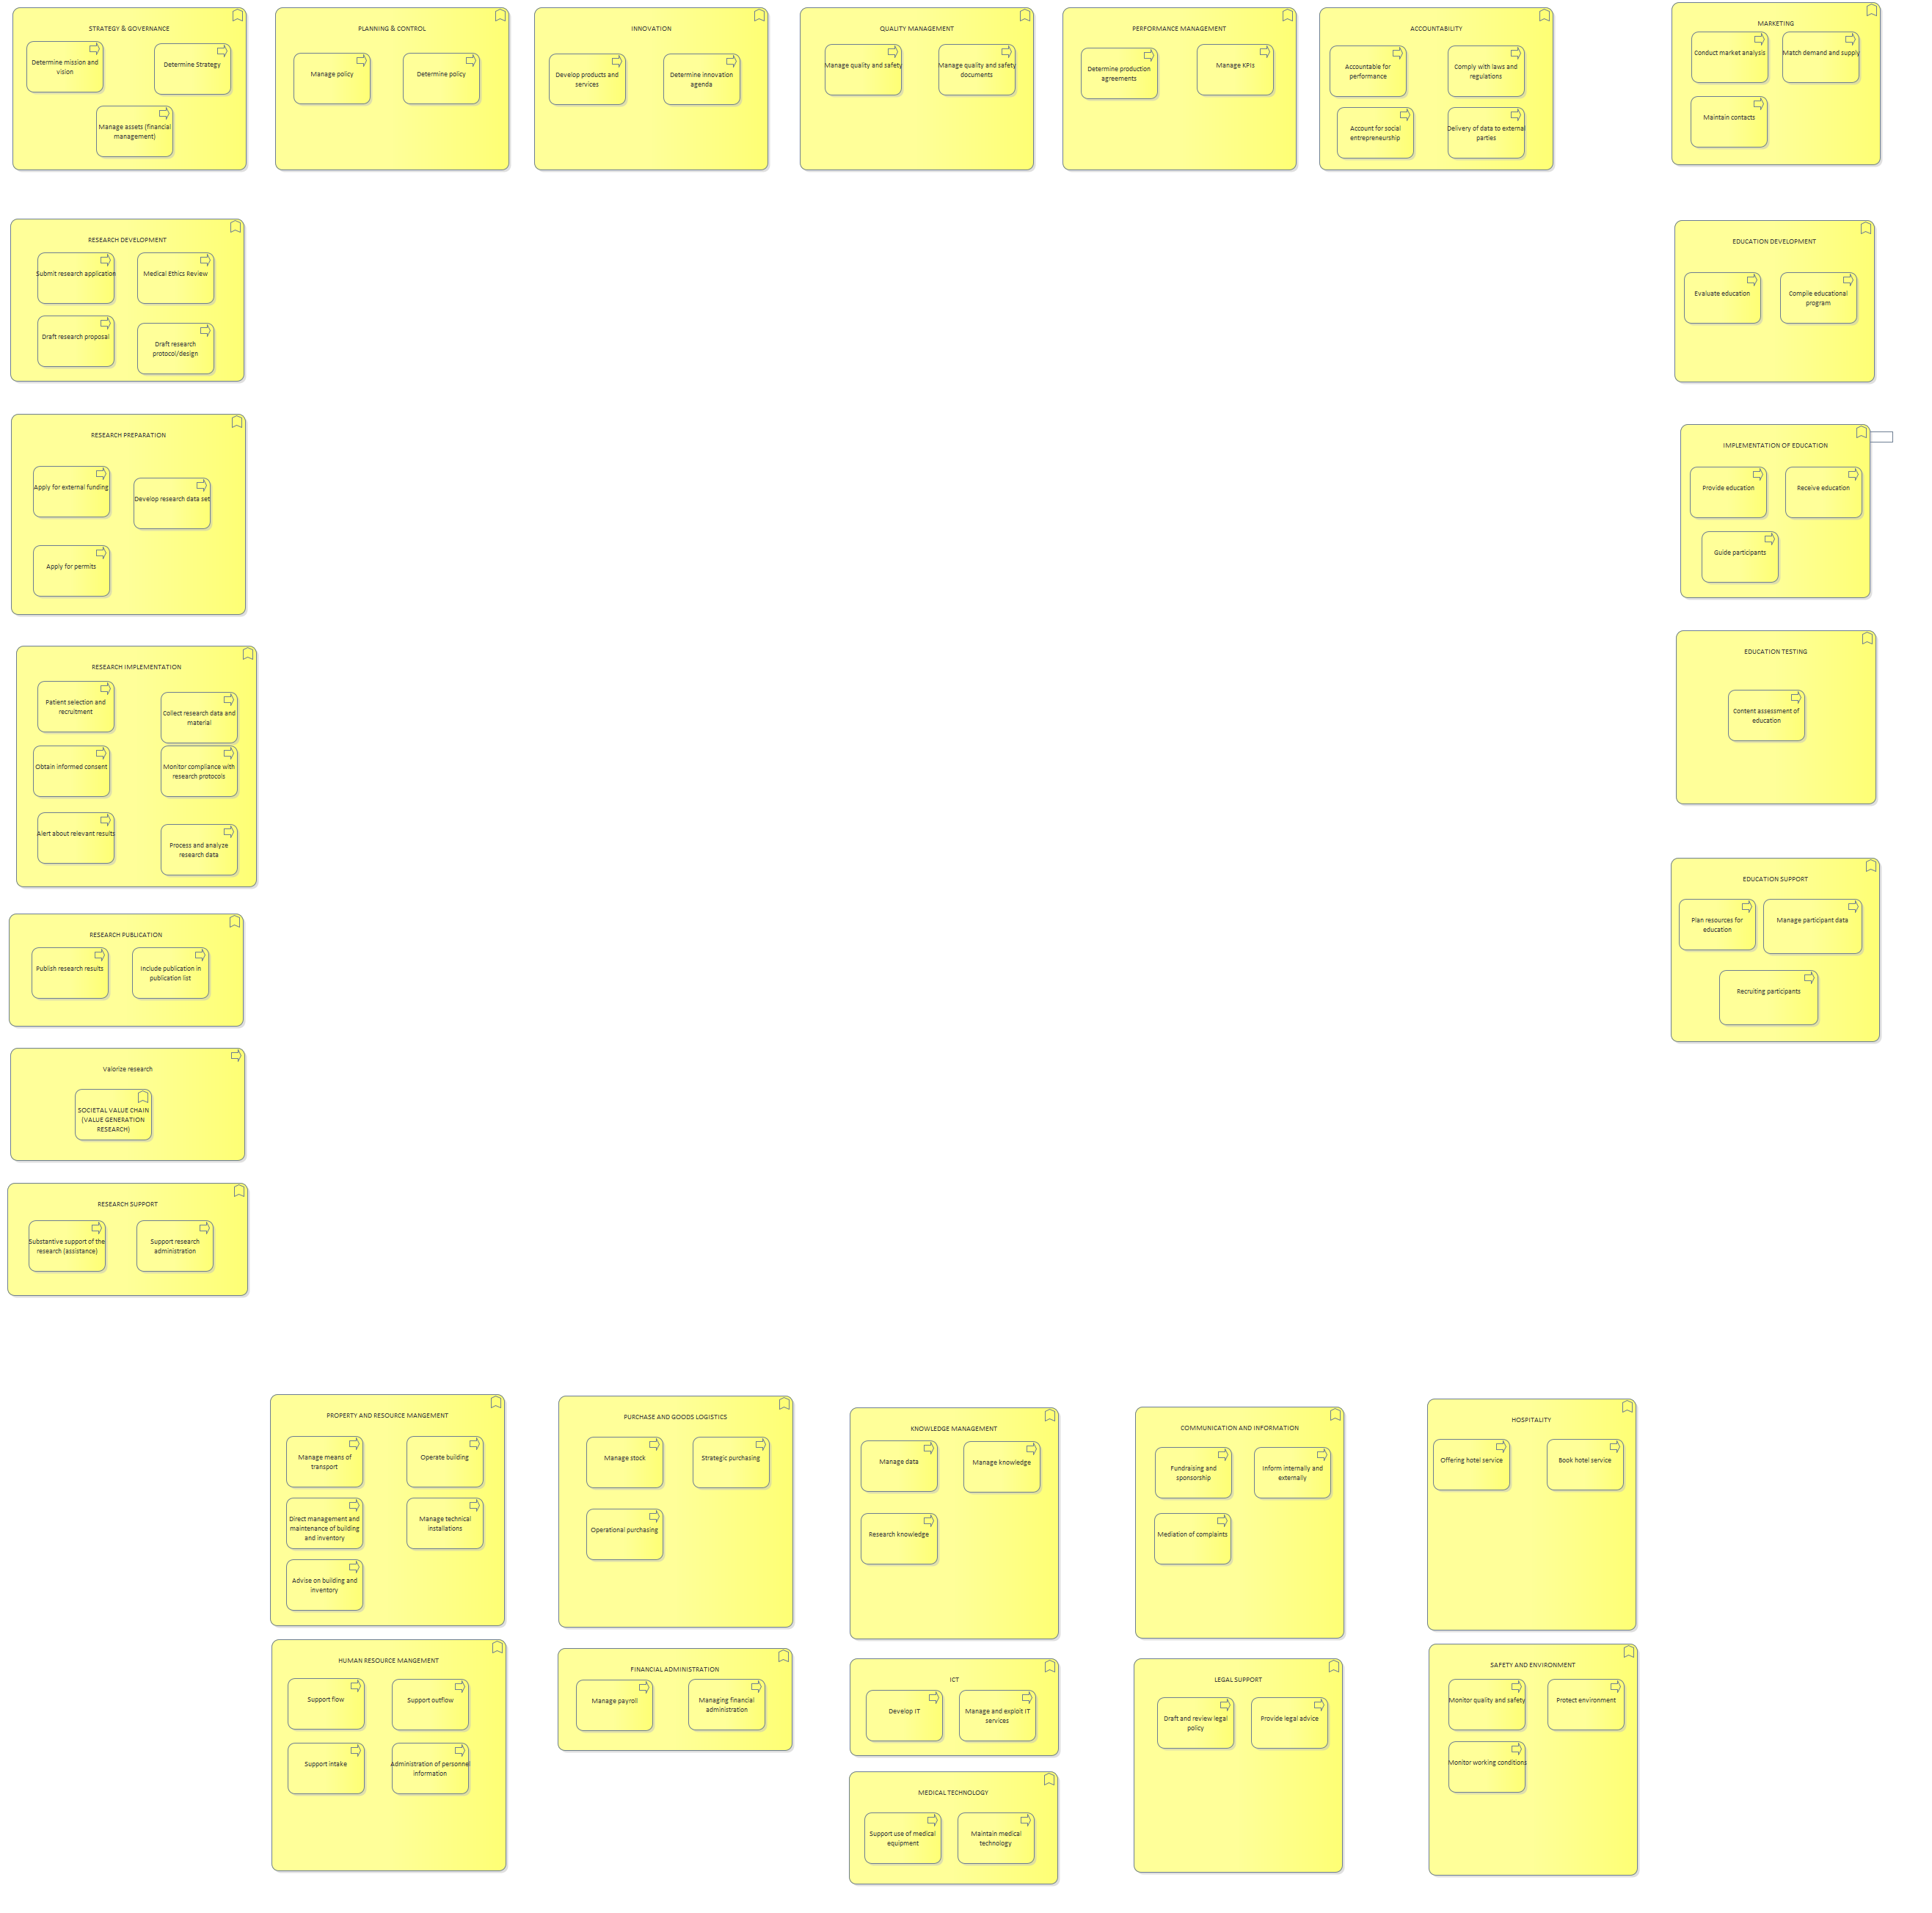 STRATEGY & GOVERNANCE
Determine mission and
vision
Determine Strategy
Manage assets (financial
management)
PLANNING & CONTROL
Manage policy
Determine policy
INNOVATION
Develop products and
services
Determine innovation
agenda
QUALITY MANAGEMENT
Manage quality and safety
Manage quality and safety
documents
PERFORMANCE MANAGEMENT
Determine production
agreements
Manage KPIs
ACCOUNTABILITY
Accountable for
performance
Comply with laws and
regulations
Account for social
entrepreneurship
Delivery of data to external
parties
MARKETING
Conduct market analysis
Match demand and supply
Maintain contacts
RESEARCH DEVELOPMENT
Submit research application
Medical Ethics Review
Draft research proposal
Draft research
protocol/design
EDUCATION DEVELOPMENT
Evaluate education
Compile educational
program
RESEARCH PREPARATION
Apply for external funding
Develop research data set
Apply for permits
IMPLEMENTATION OF EDUCATION
Provide education
Receive education
Guide participants
RESEARCH IMPLEMENTATION
Patient selection and
recruitment
Collect research data and
material
Obtain informed consent
Monitor compliance with
research protocols
Alert about relevant results
Process and analyze
research data
EDUCATION TESTING
Content assessment of
education
EDUCATION SUPPORT
Plan resources for
education
Manage participant data
Recruiting participants
RESEARCH PUBLICATION
Publish research results
Include publication in
publication list
Valorize research
SOCIETAL VALUE CHAIN
(VALUE GENERATION
RESEARCH)
RESEARCH SUPPORT
Substantive support of the
research (assistance)
Support research
administration
PROPERTY AND RESOURCE MANGEMENT
Manage means of
transport
Operate building
Direct management and
maintenance of building
and inventory
Manage technical
installations
Advise on building and
inventory
PURCHASE AND GOODS LOGISTICS
Manage stock
Strategic purchasing
Operational purchasing
KNOWLEDGE MANAGEMENT
Manage data
Manage knowledge
Research knowledge
COMMUNICATION AND INFORMATION
Fundraising and
sponsorship
Inform internally and
externally
Mediation of complaints
HOSPITALITY
Offering hotel service
Book hotel service
HUMAN RESOURCE MANGEMENT
Support flow
Support outflow
Support intake
Administration of personnel
information
FINANCIAL ADMINISTRATION
Manage payroll
Managing financial
administration
ICT
Develop IT
Manage and exploit IT
services
MEDICAL TECHNOLOGY
Support use of medical
equipment
Maintain medical
technology
LEGAL SUPPORT
Draft and review legal
policy
Provide legal advice
SAFETY AND ENVIRONMENT
Monitor quality and safety
Protect environment
Monitor working conditions